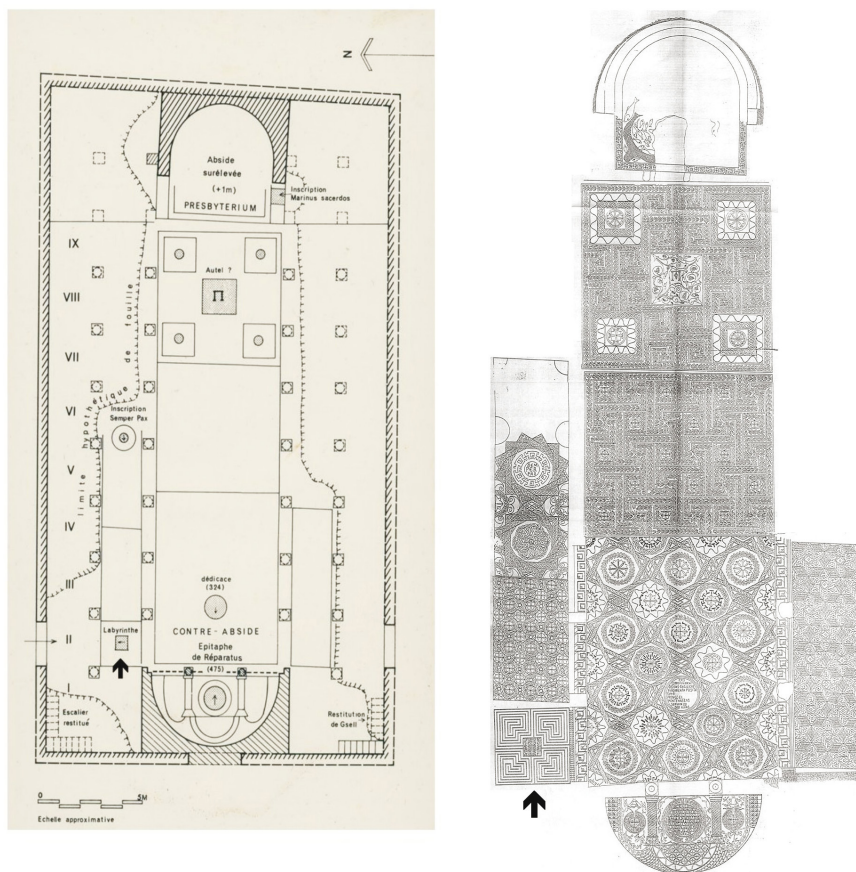 N
Abside
surélevée
(+1m)
PRESBYTERIUM
Inscription
Marinus sacerdos
IX
Autel ?
VIII
VII
VI
V
IV
III
II
I
limite hypothétique de fouille
Inscription
Semper Pax
dédicace
(324)
CONTRE-ABSIDE
Epitaphe
de Réparatus
(475)
Labyrinthe
Escalier
restitué
Restitution
de Gsell
0 5M
Echelle approximative